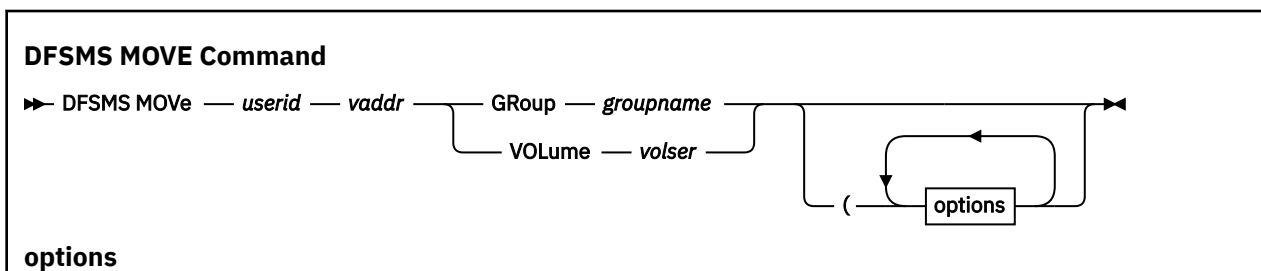 DFSMS MOVE Command
DFSMS MOVe userid vaddr GRoup groupname
VOLume volser
( options
options